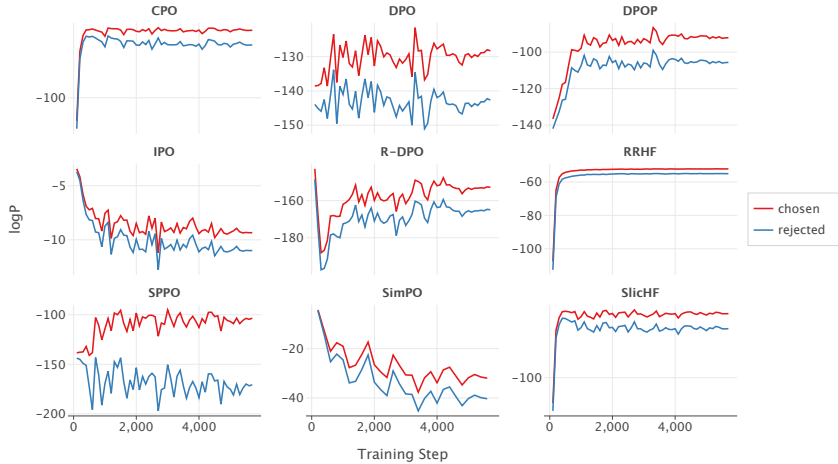 CPO
DPO
DPOP
−100
−130
−140
−150
−100
−120
−140
IPO
R-DPO
RRHF
−5
−10
−160
−180
−60
−80
−100
logP
chosen
rejected
SPPO
SimPO
SlicHF
−100
−150
−200
−20
−40
−100
0
2,000
4,000
0
2,000
4,000
0
2,000
4,000
Training Step